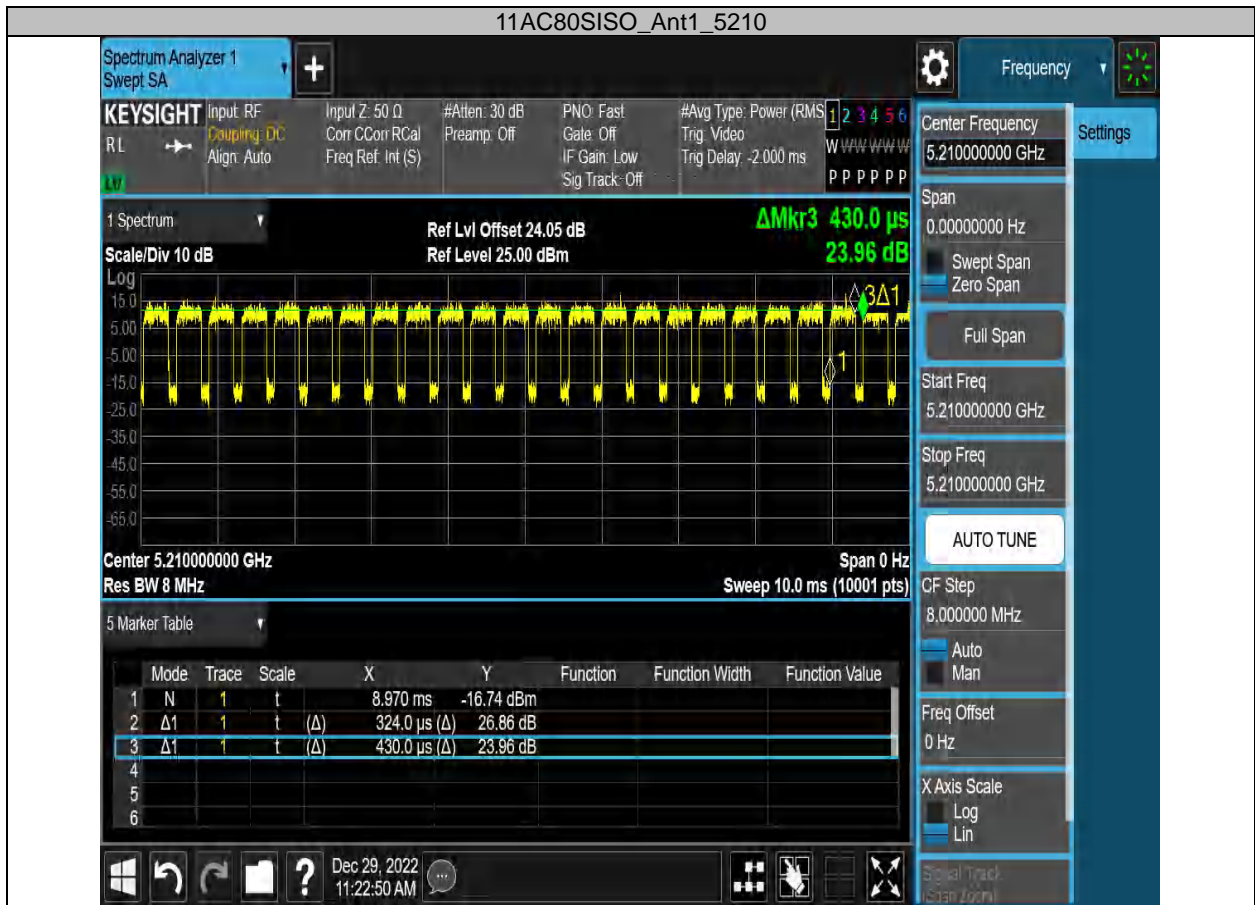 11AC80SISO_Ant1_5210
Spectrum Analyzer 1
Swept SA
Frequency
KEYSIGHT
RL
Input: RF
Coupling: DC
Align: Auto
Input Z: 50 Ω
Corr CCorr RCal
Freq Ref: Int (S)
#Atten: 30 dB
Preamp: Off
PNO: Fast
Gate: Off
IF Gain: Low
Sig Track: Off
#Avg Type: Power (RMS
Trig: Video
Trig Delay: -2.000 ms
1 2 3 4 5 6
W W W W W W
P P P P P P
1 Spectrum
Scale/Div 10 dB
Ref Lvl Offset 24.05 dB
Ref Level 25.00 dBm
ΔMkr3 430.0 µs
23.96 dB
Log
15.0
5.00
-5.00
-15.0
-25.0
-35.0
-45.0
-55.0
-65.0
3Δ1
1
Center 5.210000000 GHz
Res BW 8 MHz
Span 0 Hz
Sweep 10.0 ms (10001 pts)
5 Marker Table
Mode Trace Scale X Y Function Function Width Function Value
1 N 1 t 8.970 ms -16.74 dBm
2 Δ1 1 t (Δ) 324.0 µs (Δ) 26.86 dB
3 Δ1 1 t (Δ) 430.0 µs (Δ) 23.96 dB
4
5
6
Dec 29, 2022
11:22:50 AM
Center Frequency
5.210000000 GHz
Settings
Span
0.00000000 Hz
Swept Span
Zero Span
Full Span
Start Freq
5.210000000 GHz
Stop Freq
5.210000000 GHz
AUTO TUNE
CF Step
8.000000 MHz
Auto
Man
Freq Offset
0 Hz
X Axis Scale
Log
Lin
Signal Track
(Span Zoom)